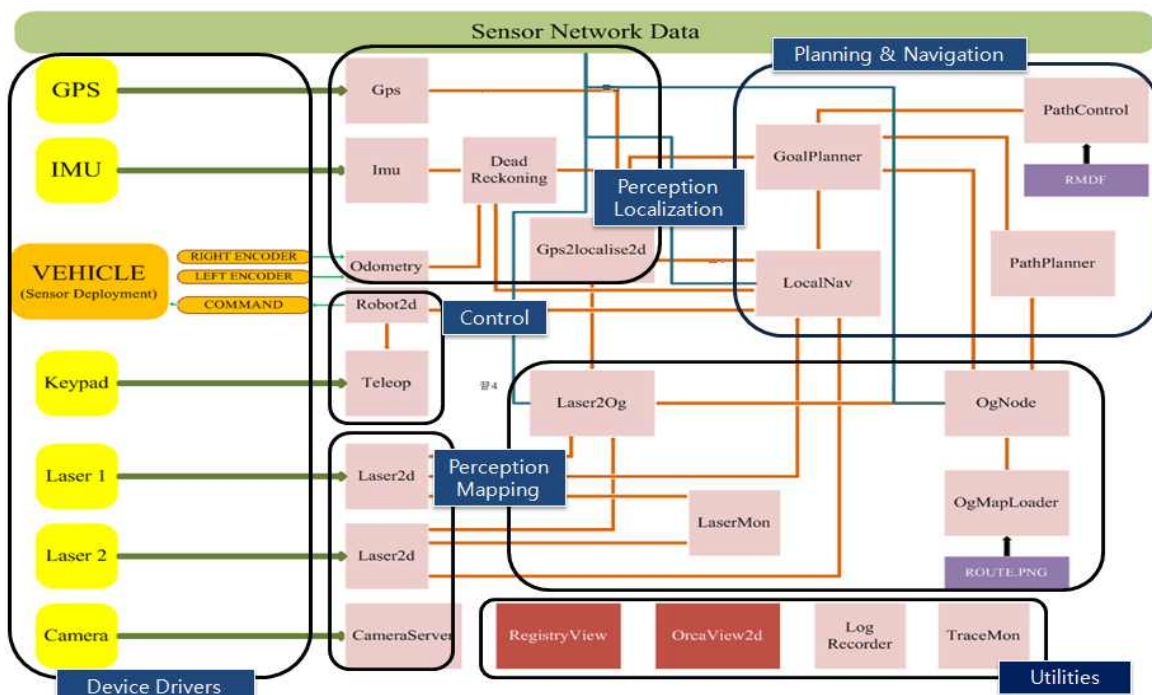 Sensor Network Data
Planning & Navigation
GPS
Gps
PathControl
IMU
Imu
Dead
Reckoning
GoalPlanner
RMDF
Perception
Localization
Gps2localise2d
RIGHT ENCODER
LEFT ENCODER
COMMAND
VEHICLE
(Sensor Deployment)
Odometry
PathPlanner
LocalNav
Robot2d
Control
Keypad
Teleop
끝4
Laser2Og
OgNode
Laser 1
Laser2d
Perception
Mapping
OgMapLoader
LaserMon
Laser 2
Laser2d
ROUTE.PNG
Camera
CameraServer
RegistryView
OrcaView2d
Log
Recorder
TraceMon
Device Drivers
Utilities